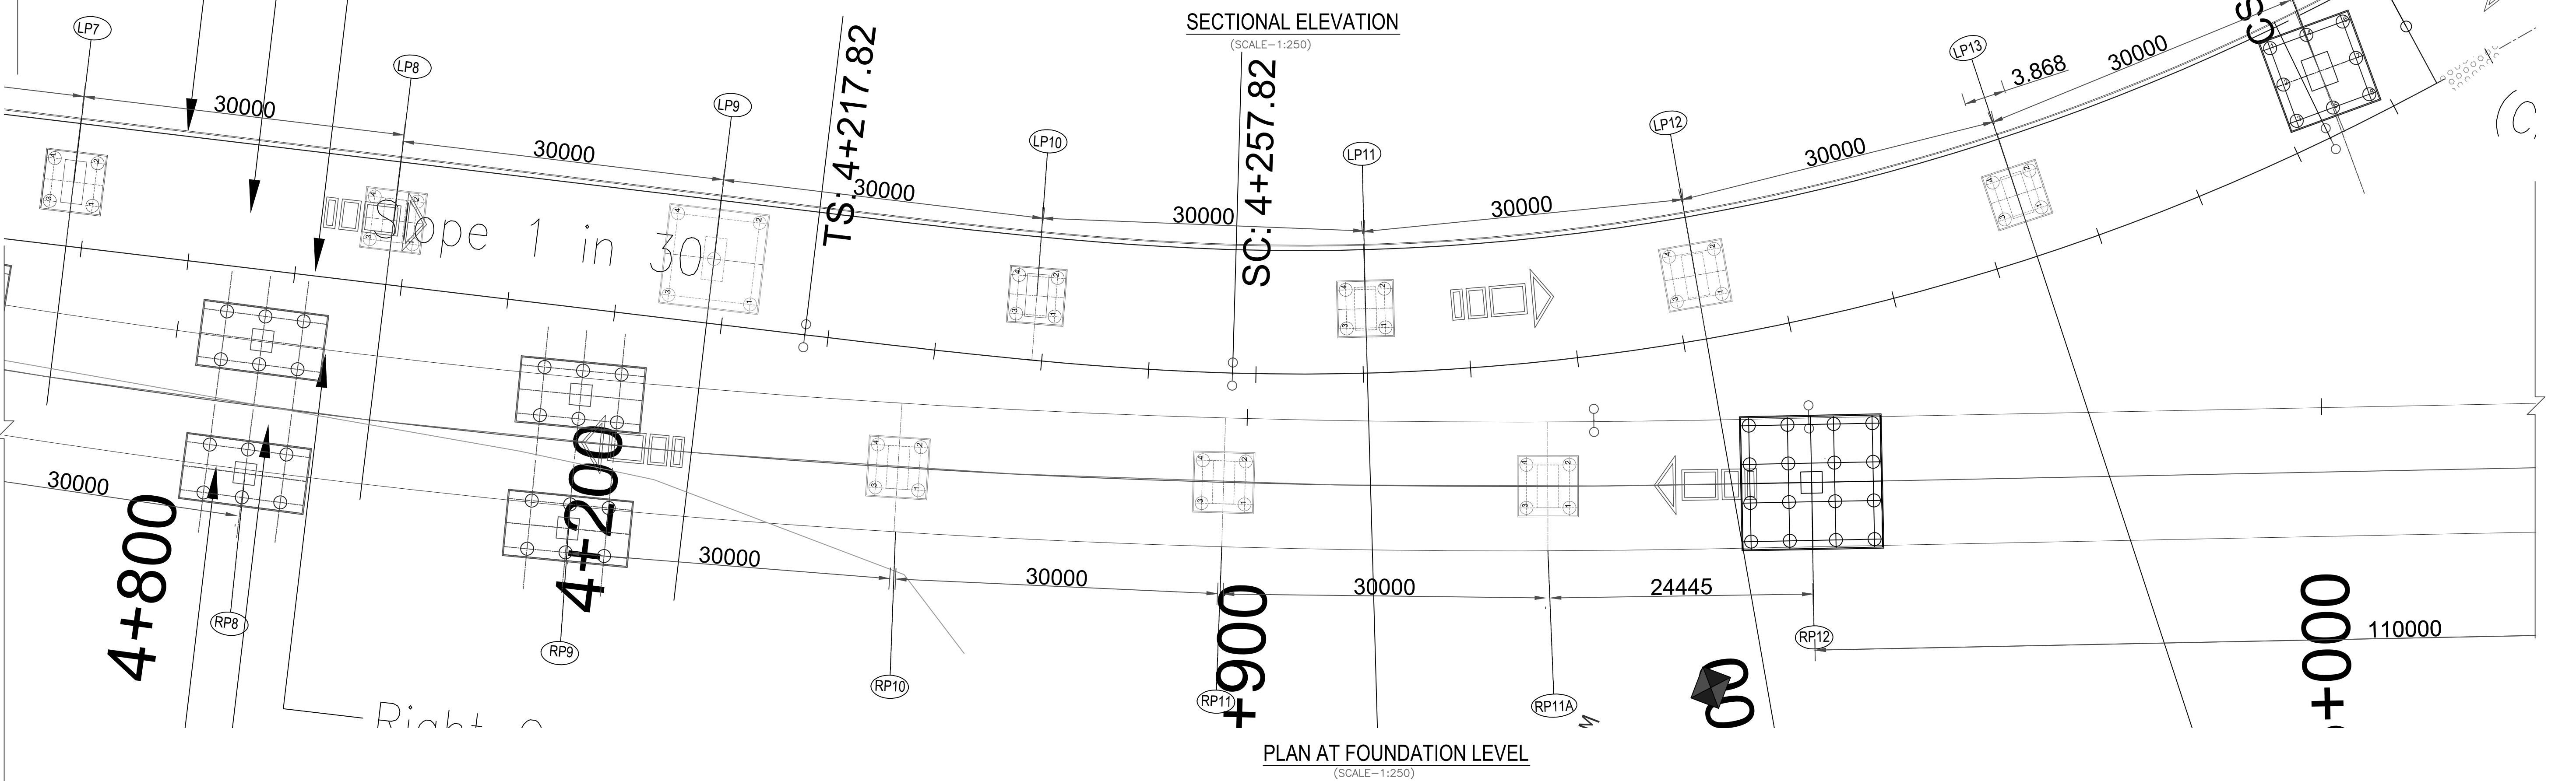 SECTIONAL ELEVATION
(SCALE-1:250)
LP7
LP8
LP9
LP10
LP11
LP12
LP13
30000
30000
30000
30000
30000
30000
30000
3.868
TS: 4+217.82
SC: 4+257.82
CS
Slope 1 in 30
4+800
4+200
+900
+000
30000
30000
30000
30000
24445
110000
RP8
RP9
RP10
RP11
RP11A
RP12
M
PLAN AT FOUNDATION LEVEL
(SCALE-1:250)